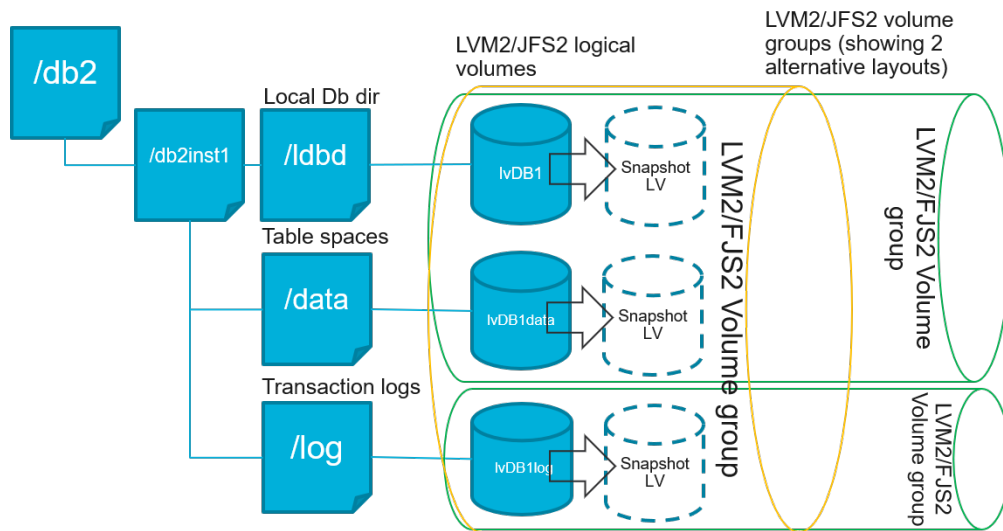 LVM2/JFS2 logical
volumes
LVM2/JFS2 volume
groups (showing 2
alternative layouts)
/db2
/db2inst1
Local Db dir
/ldbd
lvDB1
Snapshot
LV
Table spaces
/data
lvDB1data
Snapshot
LV
Transaction logs
/log
lvDB1log
Snapshot
LV
LVM2/FJS2 Volume group
LVM2/FJS2 Volume
group
LVM2/FJS2
Volume group